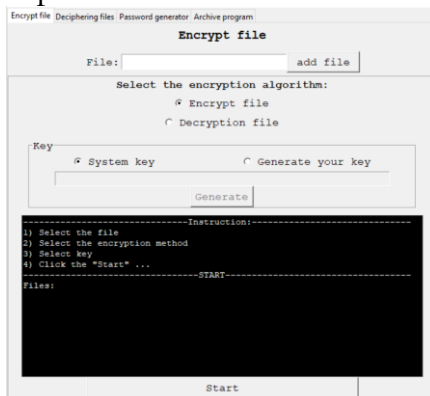 Encrypt file Deciphering files Password generator Archive program
Encrypt file
File: add file
Select the encryption algorithm:
Encrypt file
Decryption file
Key
System key Generate your key
Generate
------------------------------Instruction:-----------------------------
1) Select the file
2) Select the encryption method
3) Select key
4) Click the "Start" ...
--------------------------------START----------------------------------
Files:
Start